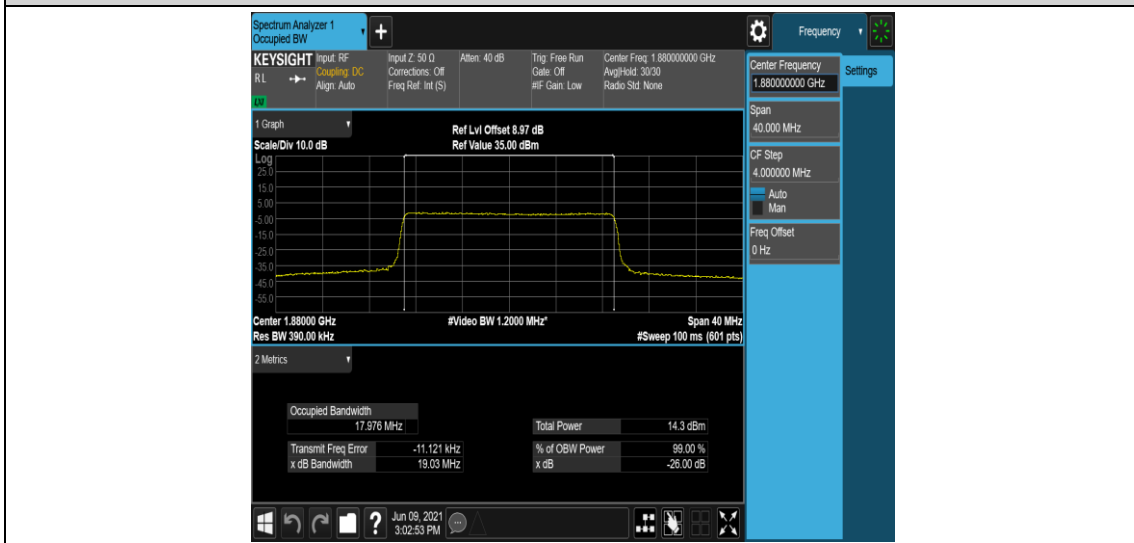 Spectrum Analyzer 1
Occupied BW
+
Frequency
KEYSIGHT
RL
Input: RF
Coupling: DC
Align: Auto
Input Z: 50 Ω
Corrections: Off
Freq Ref: Int (S)
Atten: 40 dB
Trig: Free Run
Gate: Off
#IF Gain: Low
Center Freq: 1.880000000 GHz
Avg|Hold: 30/30
Radio Std: None
Center Frequency
1.880000000 GHz
Settings
Span
40.000 MHz
CF Step
4.000000 MHz
Auto
Man
Freq Offset
0 Hz
1 Graph
Scale/Div 10.0 dB
Ref Lvl Offset 8.97 dB
Ref Value 35.00 dBm
Log
25.0
15.0
5.00
-5.00
-15.0
-25.0
-35.0
-45.0
-55.0
Center 1.88000 GHz
Res BW 390.00 kHz
#Video BW 1.2000 MHz*
Span 40 MHz
#Sweep 100 ms (601 pts)
2 Metrics
Occupied Bandwidth
17.976 MHz
Total Power 14.3 dBm
Transmit Freq Error -11.121 kHz
% of OBW Power 99.00 %
x dB Bandwidth 19.03 MHz
x dB -26.00 dB
?
Jun 09, 2021
3:02:53 PM